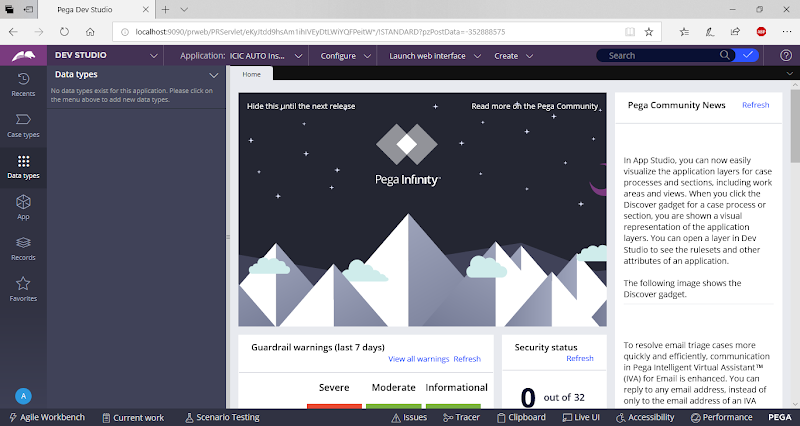 Pega Dev Studio
localhost:9090/prweb/PRServlet/eKyItdd9hsAm1ihIVEyDtLWiYQFPeitW*/!STANDARD?pzPostData=-352888575
DEV STUDIO
Application: ICIC AUTO Ins...
Configure
Launch web interface
Create
Search
Recents
Case types
Data types
App
Records
Favorites
A
Data types
No data types exist for this application. Please click on
the menu above to add new data types.
Home
Hide this until the next release
Read more on the Pega Community
Pega Infinity™
Guardrail warnings (last 7 days)
View all warnings Refresh
Severe Moderate Informational
Security status
Refresh
0 out of 32
Pega Community News
Refresh
In App Studio, you can now easily
visualize the application layers for case
processes and sections, including work
areas and views. When you click the
Discover gadget for a case process or
section, you are shown a visual
representation of the application
layers. You can open a layer in Dev
Studio to see the rulesets and other
attributes of an application.
The following image shows the
Discover gadget.
To resolve email triage cases more
quickly and efficiently, communication
in Pega Intelligent Virtual Assistant™
(IVA) for Email is enhanced. You can
reply to any email address, instead of
only to the email address of an IVA
Agile Workbench
Current work
Scenario Testing
Issues
Tracer
Clipboard
Live UI
Accessibility
Performance
PEGA